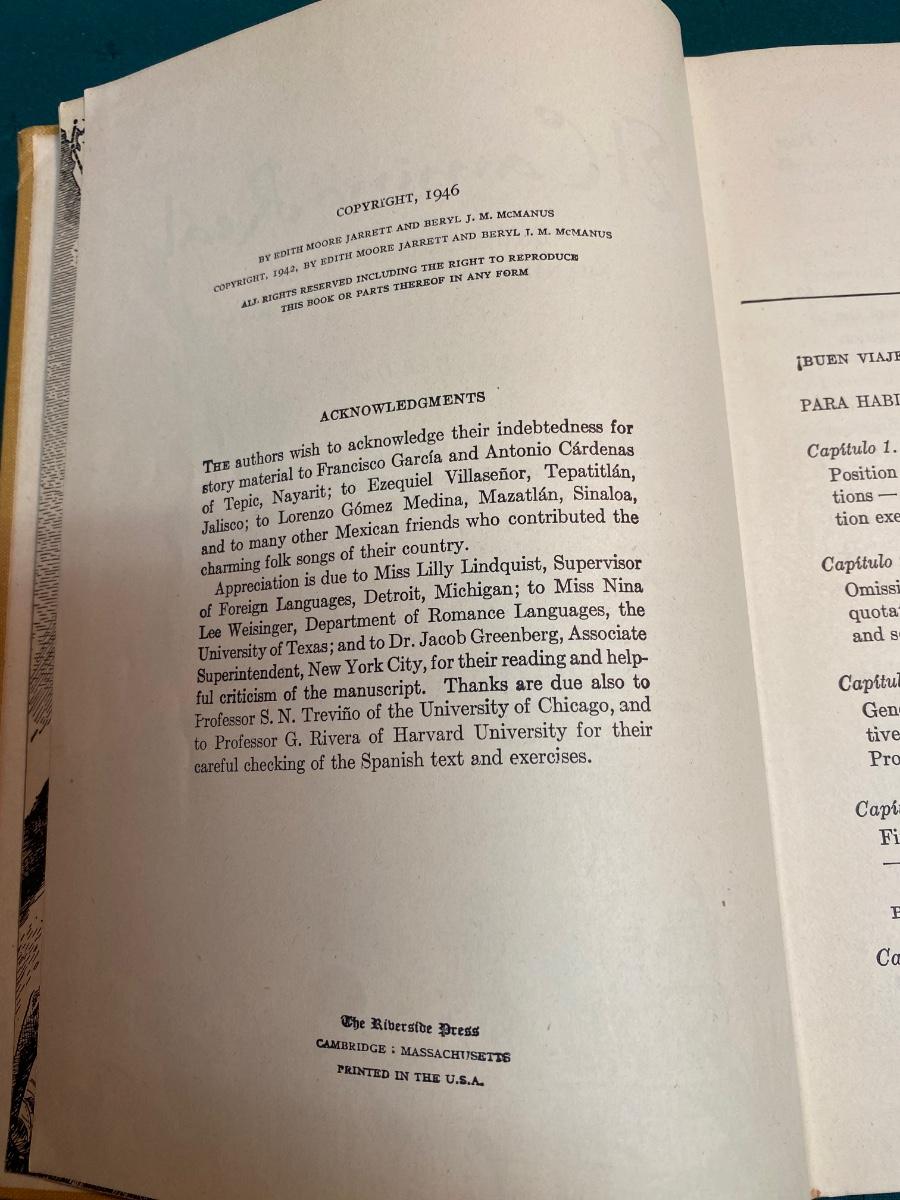 COPYRIGHT, 1946
BY EDITH MOORE JARRETT AND BERYL J. M. McMANUS
COPYRIGHT, 1942, BY EDITH MOORE JARRETT AND BERYL J. M. McMANUS
ALL RIGHTS RESERVED INCLUDING THE RIGHT TO REPRODUCE
THIS BOOK OR PARTS THEREOF IN ANY FORM
ACKNOWLEDGMENTS
THE authors wish to acknowledge their indebtedness for
story material to Francisco García and Antonio Cárdenas
of Tepic, Nayarit; to Ezequiel Villaseñor, Tepatitlán,
Jalisco; to Lorenzo Gómez Medina, Mazatlán, Sinaloa,
and to many other Mexican friends who contributed the
charming folk songs of their country.
Appreciation is due to Miss Lilly Lindquist, Supervisor
of Foreign Languages, Detroit, Michigan; to Miss Nina
Lee Weisinger, Department of Romance Languages, the
University of Texas; and to Dr. Jacob Greenberg, Associate
Superintendent, New York City, for their reading and help-
ful criticism of the manuscript. Thanks are due also to
Professor S. N. Treviño of the University of Chicago, and
to Professor G. Rivera of Harvard University for their
careful checking of the Spanish text and exercises.
The Riverside Press
CAMBRIDGE : MASSACHUSETTS
PRINTED IN THE U.S.A.
¡BUEN VIAJE
PARA HABI
Capítulo 1.
Position
tions —
tion exe
Capítulo
Omissi
quota
and s
Capítul
Gen
tive
Pro
Capí
Fi
Ca